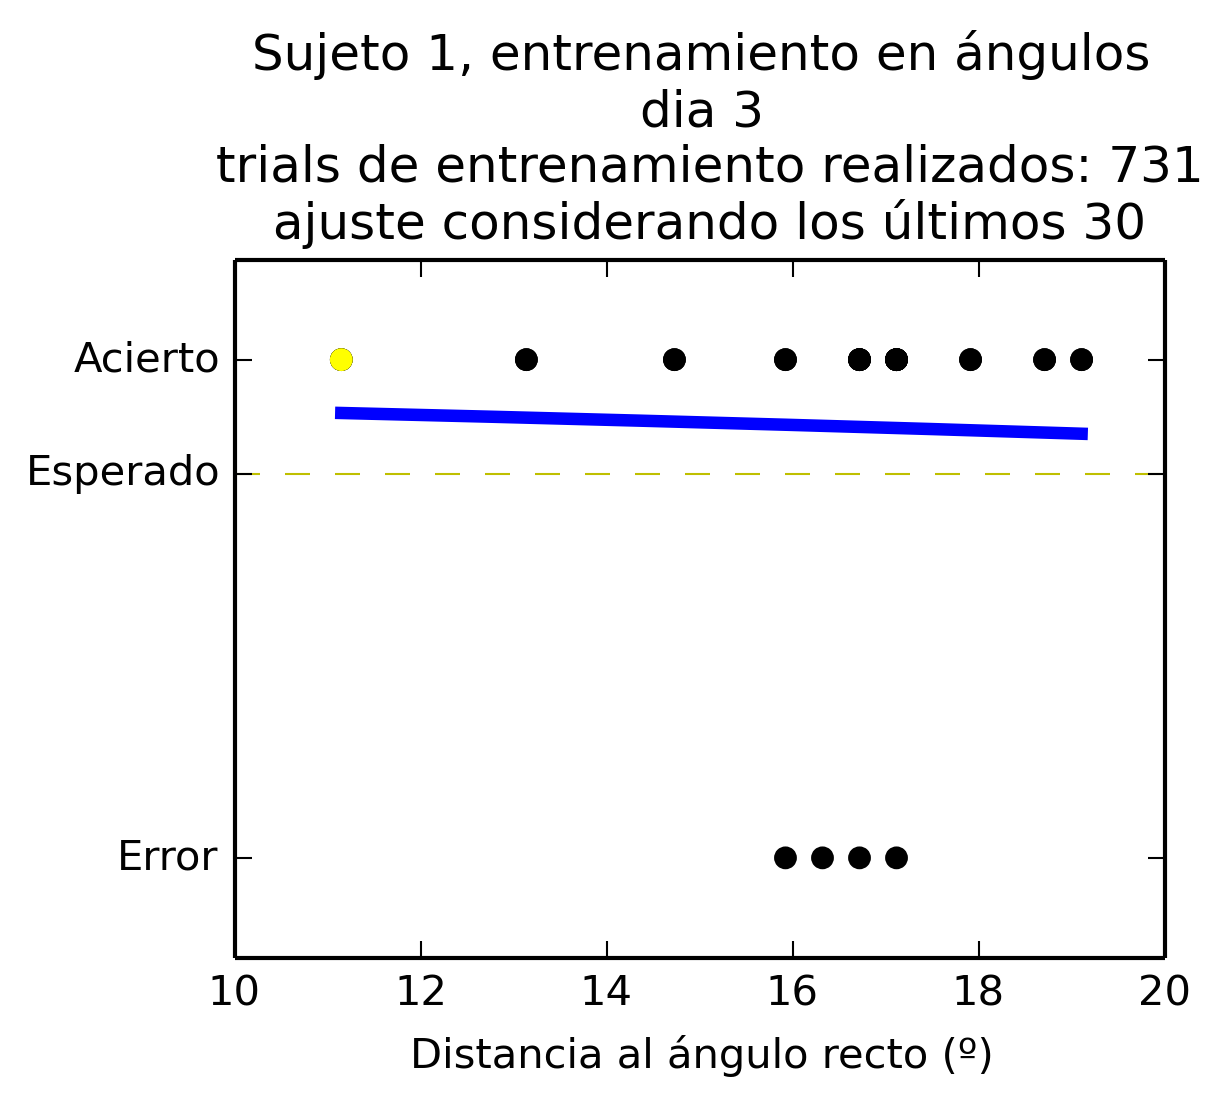 Sujeto 1, entrenamiento en ángulos
dia 3
trials de entrenamiento realizados: 731
ajuste considerando los últimos 30
Acierto
Esperado
Error
10 12 14 16 18 20
Distancia al ángulo recto (º)